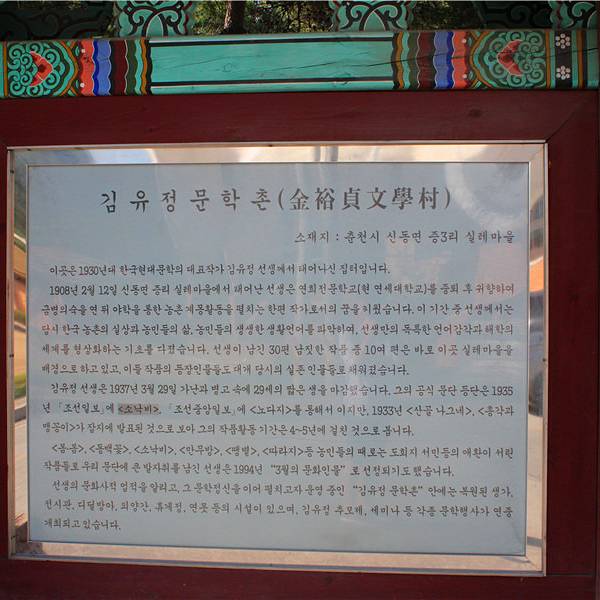 김유정문학촌(金裕貞文學村)
소재지 : 춘천시 신동면 증3리 실레마을
이곳은 1930년대 한국현대문학의 대표작가 김유정 선생께서 태어나신 집터입니다.
1908년 2월 12일 신동면 증리 실레마을에서 태어난 선생은 연희전문학교(현 연세대학교)를 중퇴 후 귀향하여
금병의숙을 연 뒤 야학을 통한 농촌 계몽활동을 펼치는 한편 작가로서의 꿈을 키웠습니다. 이 기간 중 선생께서는
당시 한국 농촌의 실상과 농민들의 삶, 농민들의 생생한 생활언어를 파악하여, 선생만의 독특한 언어감각과 해학의
세계를 형상화하는 기초를 다졌습니다. 선생이 남긴 30편 남짓한 작품 중 10여 편은 바로 이곳 실레마을을
배경으로 하고 있고, 이들 작품의 등장인물들도 대개 당시의 실존 인물들로 채워졌습니다.
김유정 선생은 1937년 3월 29일 가난과 병고 속에 29세의 짧은 생을 마감했습니다. 그의 공식 문단 등단은 1935
년 「조선일보」에 <소낙비>, 「조선중앙일보」에 <노다지>를 통해서 이지만, 1933년 <산골 나그네>, <총각과
맹꽁이>가 잡지에 발표된 것으로 보아 그의 작품활동 기간은 4~5년에 걸친 것으로 봅니다.
<봄·봄>, <동백꽃>, <소낙비>, <만무방>, <땡볕>, <따라지>등 농민들의 때로는 도회지 서민들의 애환이 서린
작품들로 우리 문단에 큰 발자취를 남긴 선생은 1994년 “3월의 문화인물”로 선정되기도 했습니다.
선생의 문화사적 업적을 알리고, 그 문학정신을 이어 펼치고자 운영 중인 “김유정 문학촌” 안에는 복원된 생가,
전시관, 디딜방아, 외양간, 휴게정, 연못 등의 시설이 있으며, 김유정 추모제, 세미나 등 각종 문학행사가 연중
개최되고 있습니다.